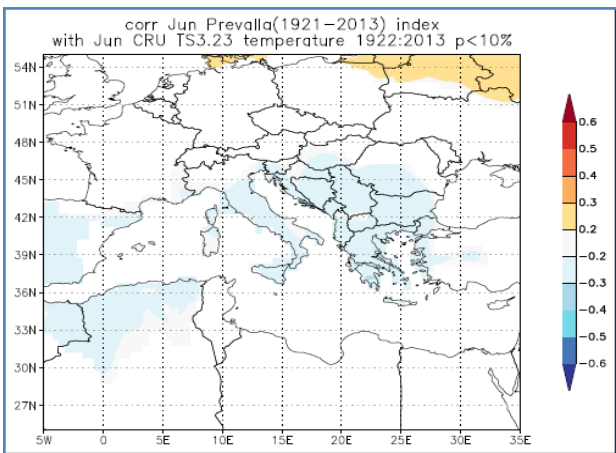 corr Jun Prevalla(1921-2013) index
with Jun CRU TS3.23 temperature 1922:2013 p<10%
54N
51N
48N
45N
42N
39N
36N
33N
30N
27N
5W 0 5E 10E 15E 20E 25E 30E 35E
0.6
0.5
0.4
0.3
0.2
-0.2
-0.3
-0.4
-0.5
-0.6